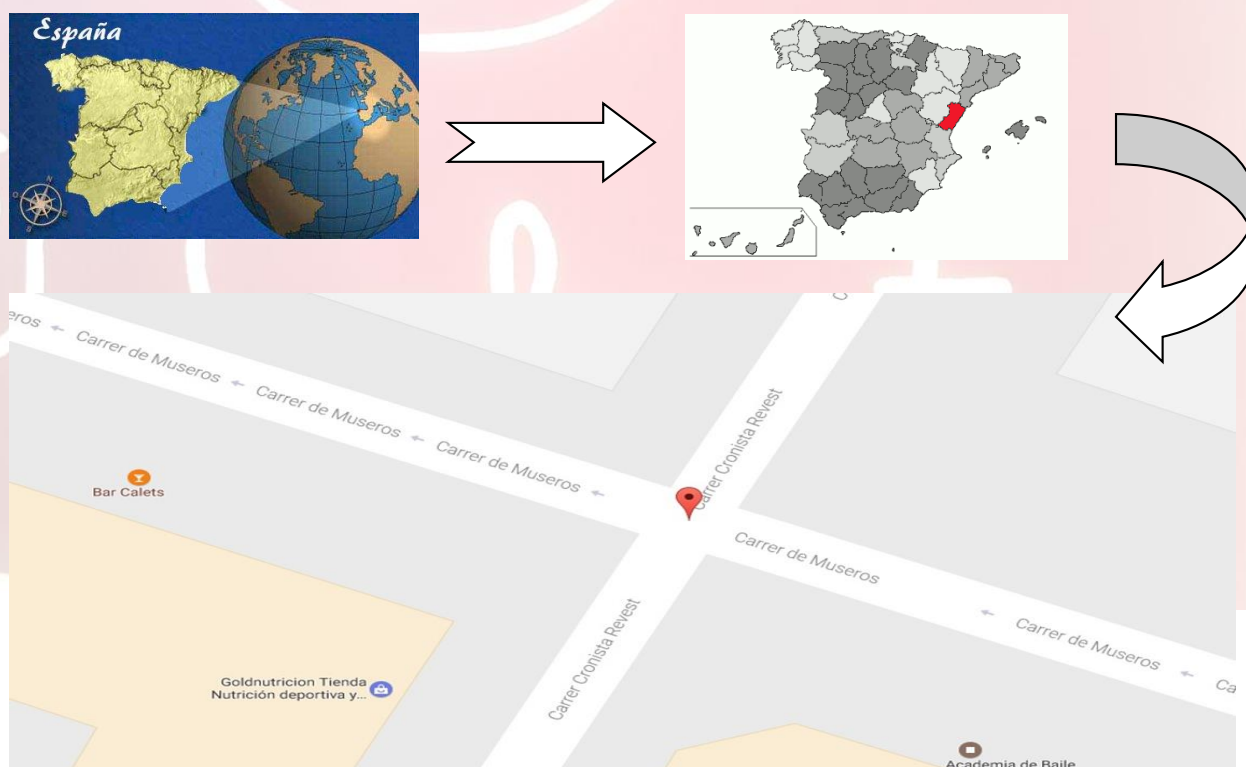 España
Carrer de Museros
Carrer de Museros
Carrer de Museros
Carrer Cronista Revest
Bar Calets
Carrer de Museros
Carrer de Museros
Carrer Cronista Revest
Goldnutricion Tienda
Nutrición deportiva y...
Academia de Baile